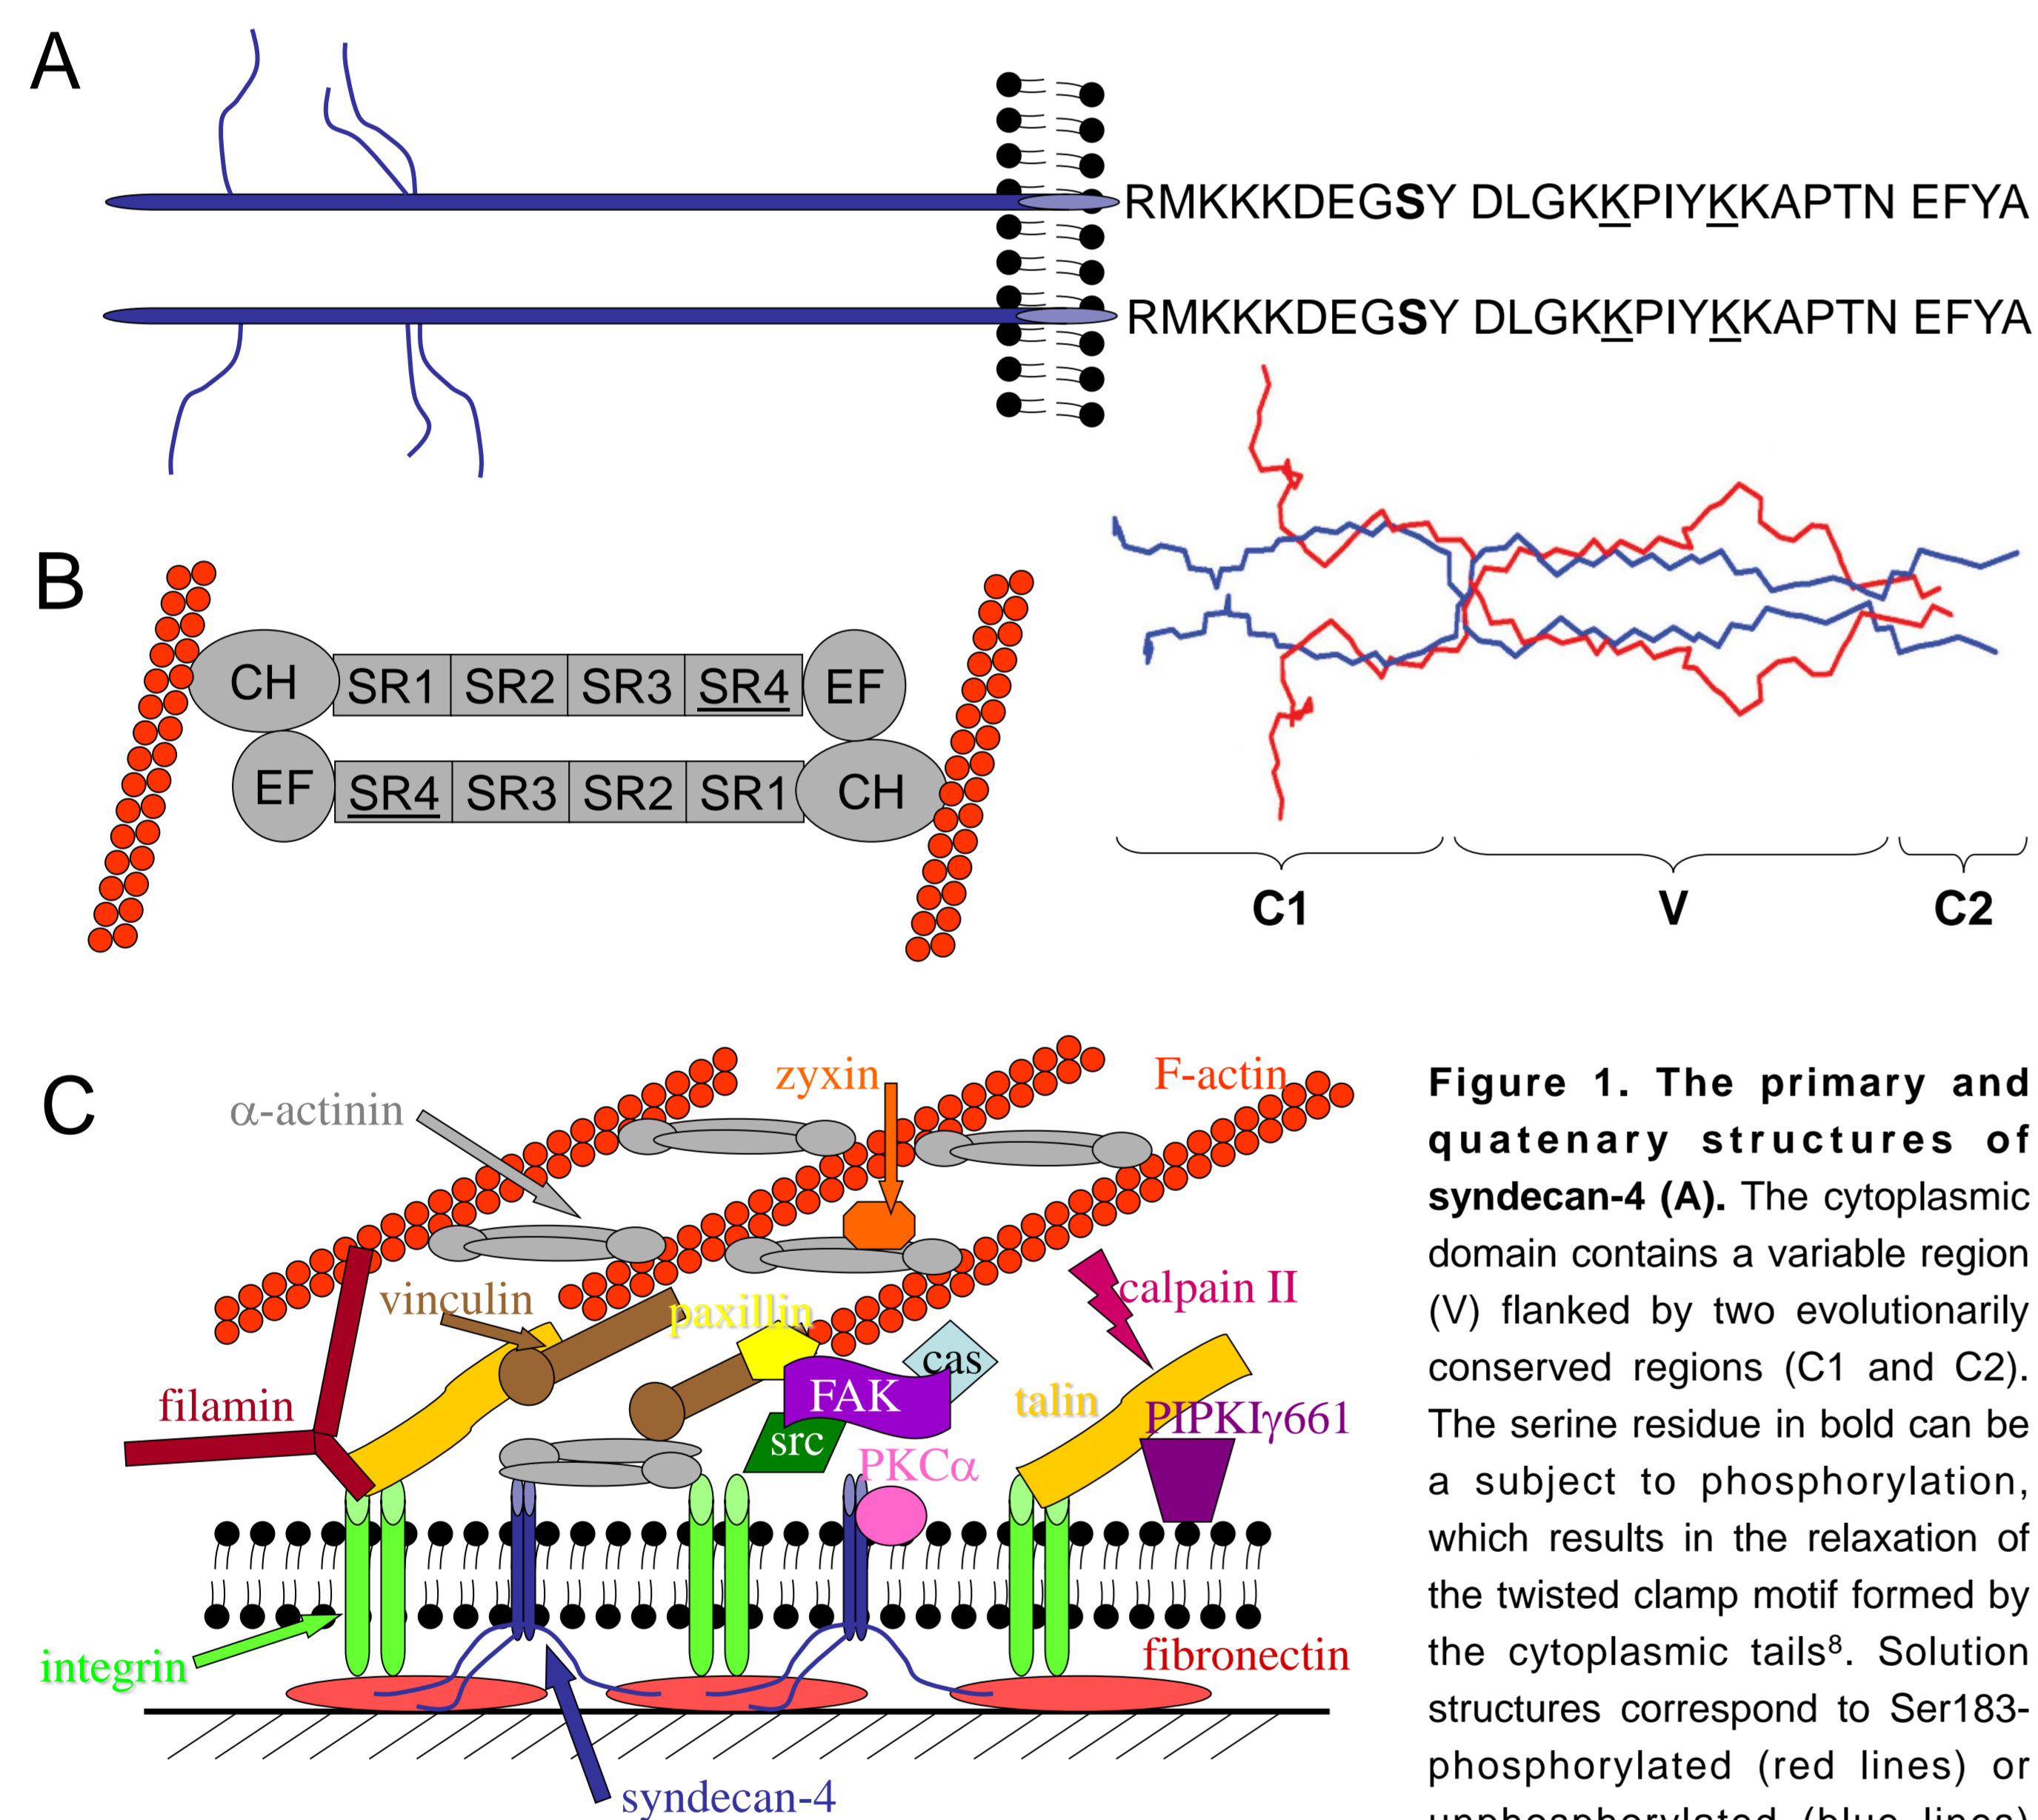 A
RMKKKDEGSY DLGKKPIYKKAPTN EFYA
RMKKKDEGSY DLGKKPIYKKAPTN EFYA
C1 V C2
B
CH SR1 SR2 SR3 SR4 EF
EF SR4 SR3 SR2 SR1 CH
C
zyxin
F-actin
α-actinin
vinculin
paxillin
calpain II
cas
FAK
filamin
talin
PIPKIγ661
src
PKCα
integrin
fibronectin
syndecan-4
Figure 1. The primary and
quatenary structures of
syndecan-4 (A). The cytoplasmic
domain contains a variable region
(V) flanked by two evolutionarily
conserved regions (C1 and C2).
The serine residue in bold can be
a subject to phosphorylation,
which results in the relaxation of
the twisted clamp motif formed by
the cytoplasmic tails⁸. Solution
structures correspond to Ser183-
phosphorylated (red lines) or
unphosphorylated (blue lines)